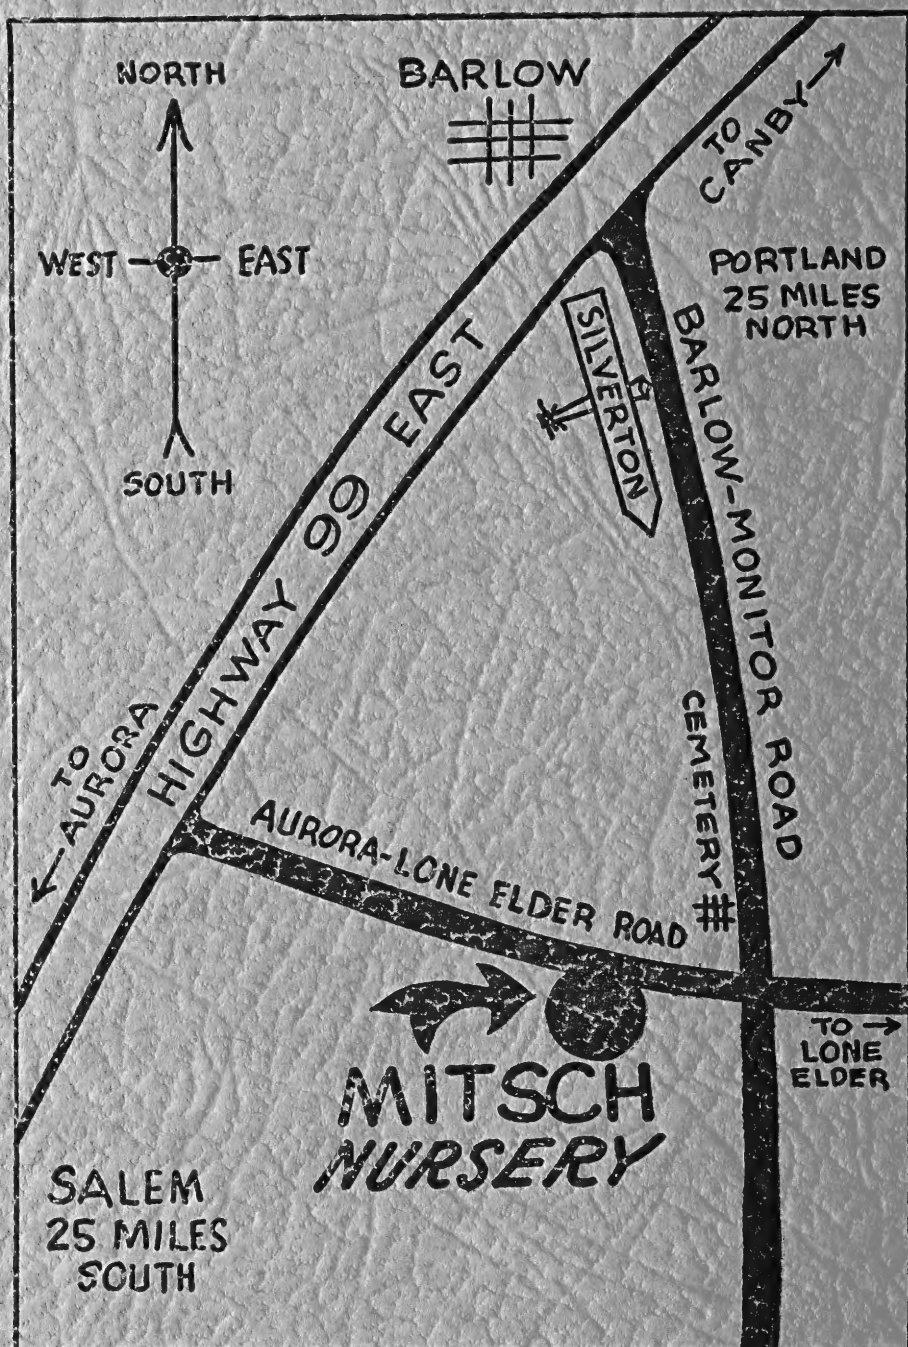 NORTH
BARLOW
TO
CANBY
WEST
EAST
PORTLAND
25 MILES
NORTH
SILVERTON
BARLOW-MONITOR ROAD
SOUTH
HIGHWAY 99 EAST
TO
AURORA
CEMETERY
AURORA-LONE ELDER ROAD
TO
LONE
ELDER
MITSCH
NURSERY
SALEM
25 MILES
SOUTH